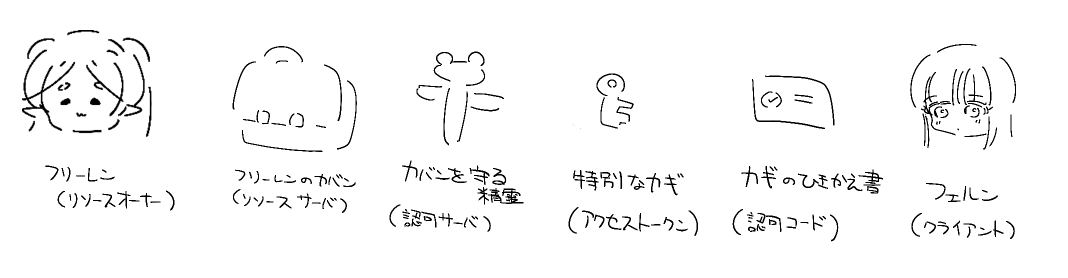 フリーレン
(リソースオーナー)
フリーレンのカバン
(リソースサーバ)
カバンを守る
精霊
(認可サーバ)
特別なカギ
(アクセストークン)
カギのひきかえ書
(認可コード)
フェルン
(クライアント)